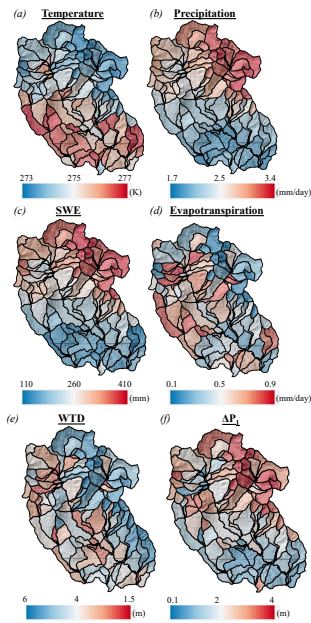 (a) Temperature
(b) Precipitation
273 275 277
(K)
1.7 2.5 3.4
(mm/day)
(c) SWE
(d) Evapotranspiration
110 260 410
(mm)
0.1 0.5 0.9
(mm/day)
(e) WTD
(f) ΔP₁
6 4 1.5
(m)
0.1 2 4
(m)